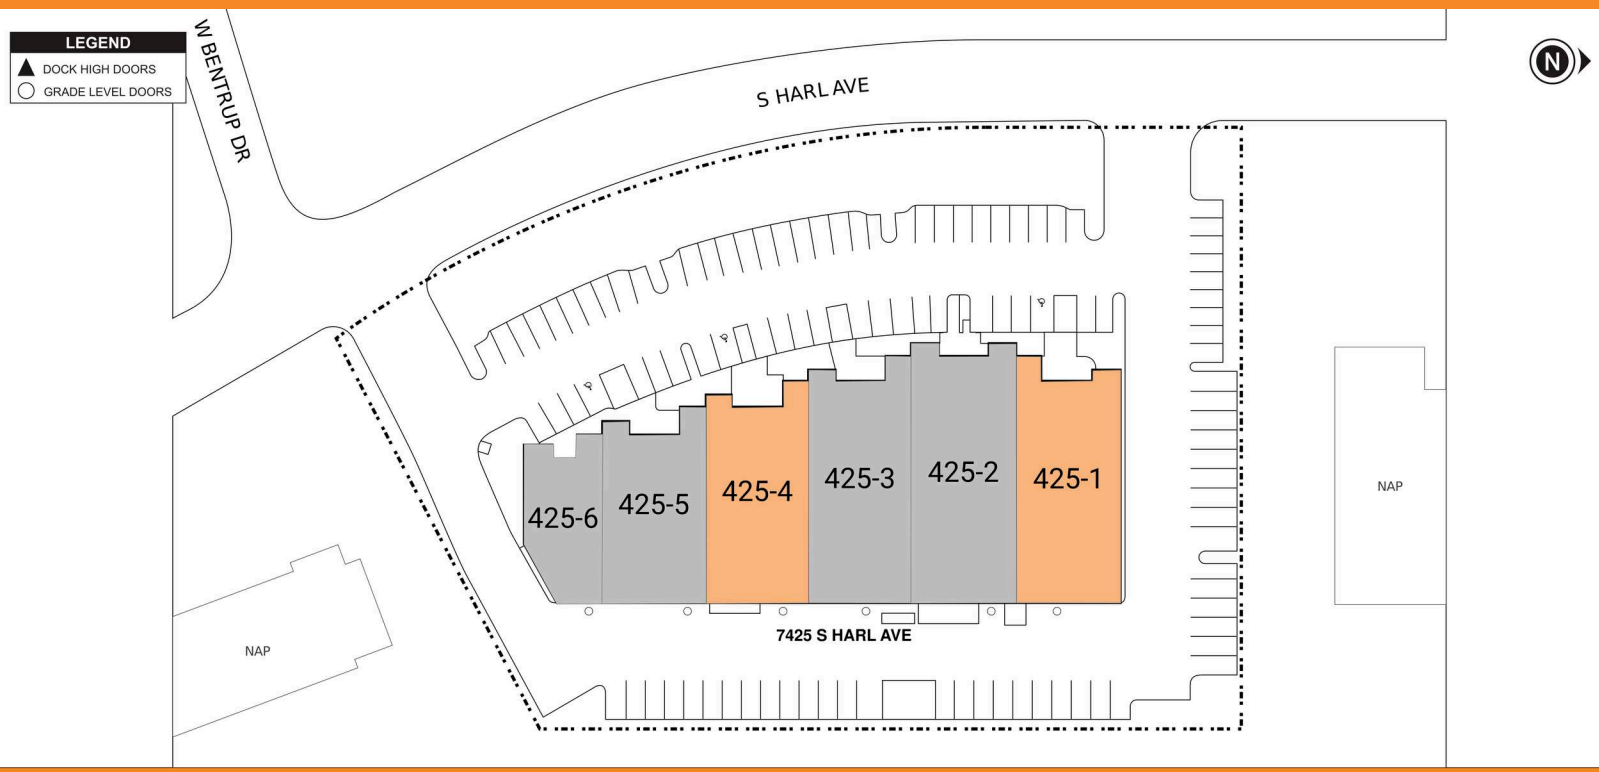 LEGEND
DOCK HIGH DOORS
GRADE LEVEL DOORS
W BENTRUP DR
S HARL AVE
N
425-6
425-5
425-4
425-3
425-2
425-1
NAP
NAP
7425 S HARL AVE